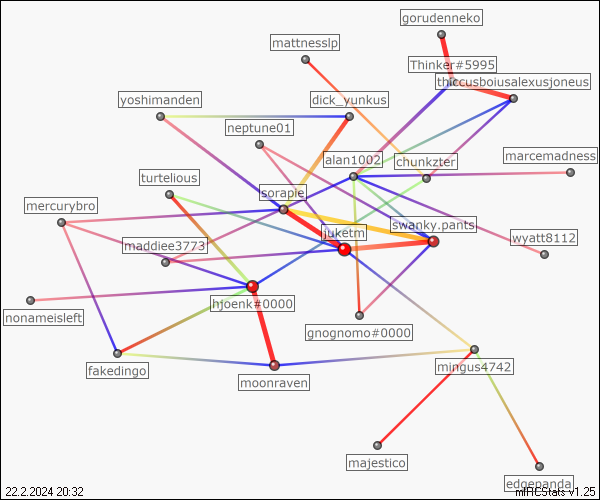 gorudenneko
mattnesslp
Thinker#5995
thicousboiusalexusjoneus
yoshimanden
dick_yunkus
neptune01
alan1002
chunkzter
marcemadness
turtelious
sorapie
mercurybro
juketm
swanky.pants
maddiee3773
wyatt8112
hjoenk#0000
nonameisleft
gnognomo#0000
fakedingo
moonraven
mingus4742
majestico
edgepanda
22.2.2024 20:32
mIRCStats v1.25